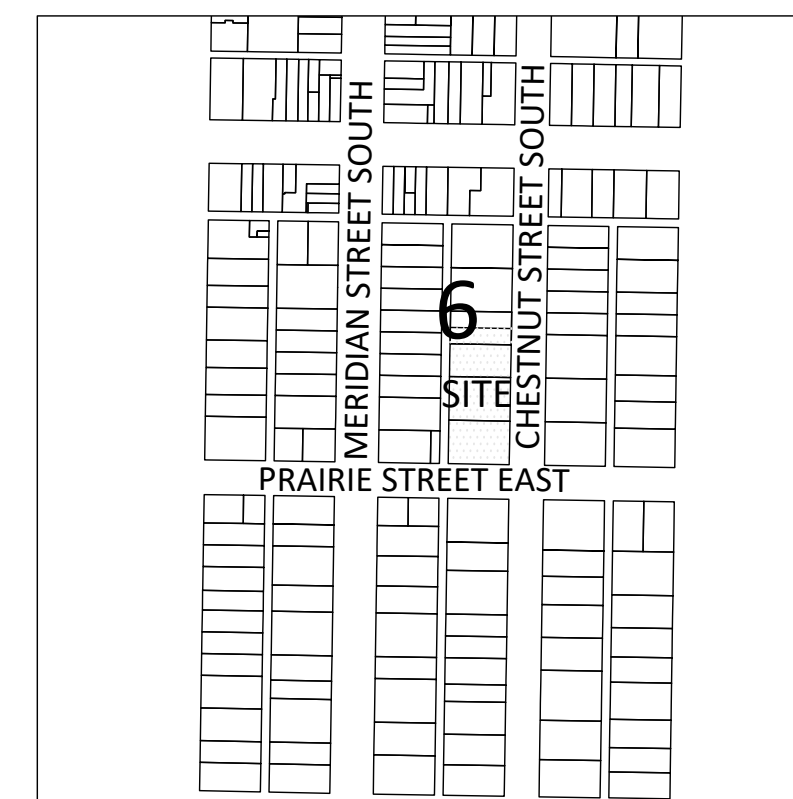 MERIDIAN STREET SOUTH
CHESTNUT STREET SOUTH
6
SITE
PRAIRIE STREET EAST